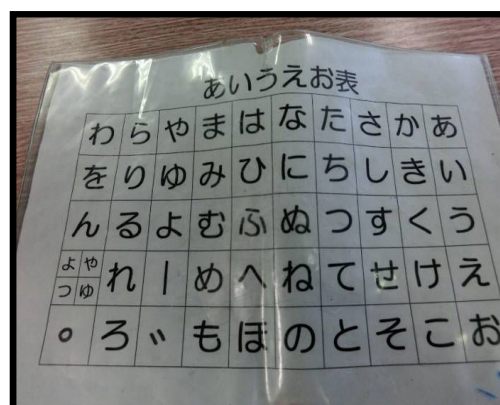 あいうえお表
わらやまはなたさかあ
をりゆみひにちしきい
んるよむふぬつすくう
よやつゆれーめへねてせけえ
゜ろ゛もほのとそこお